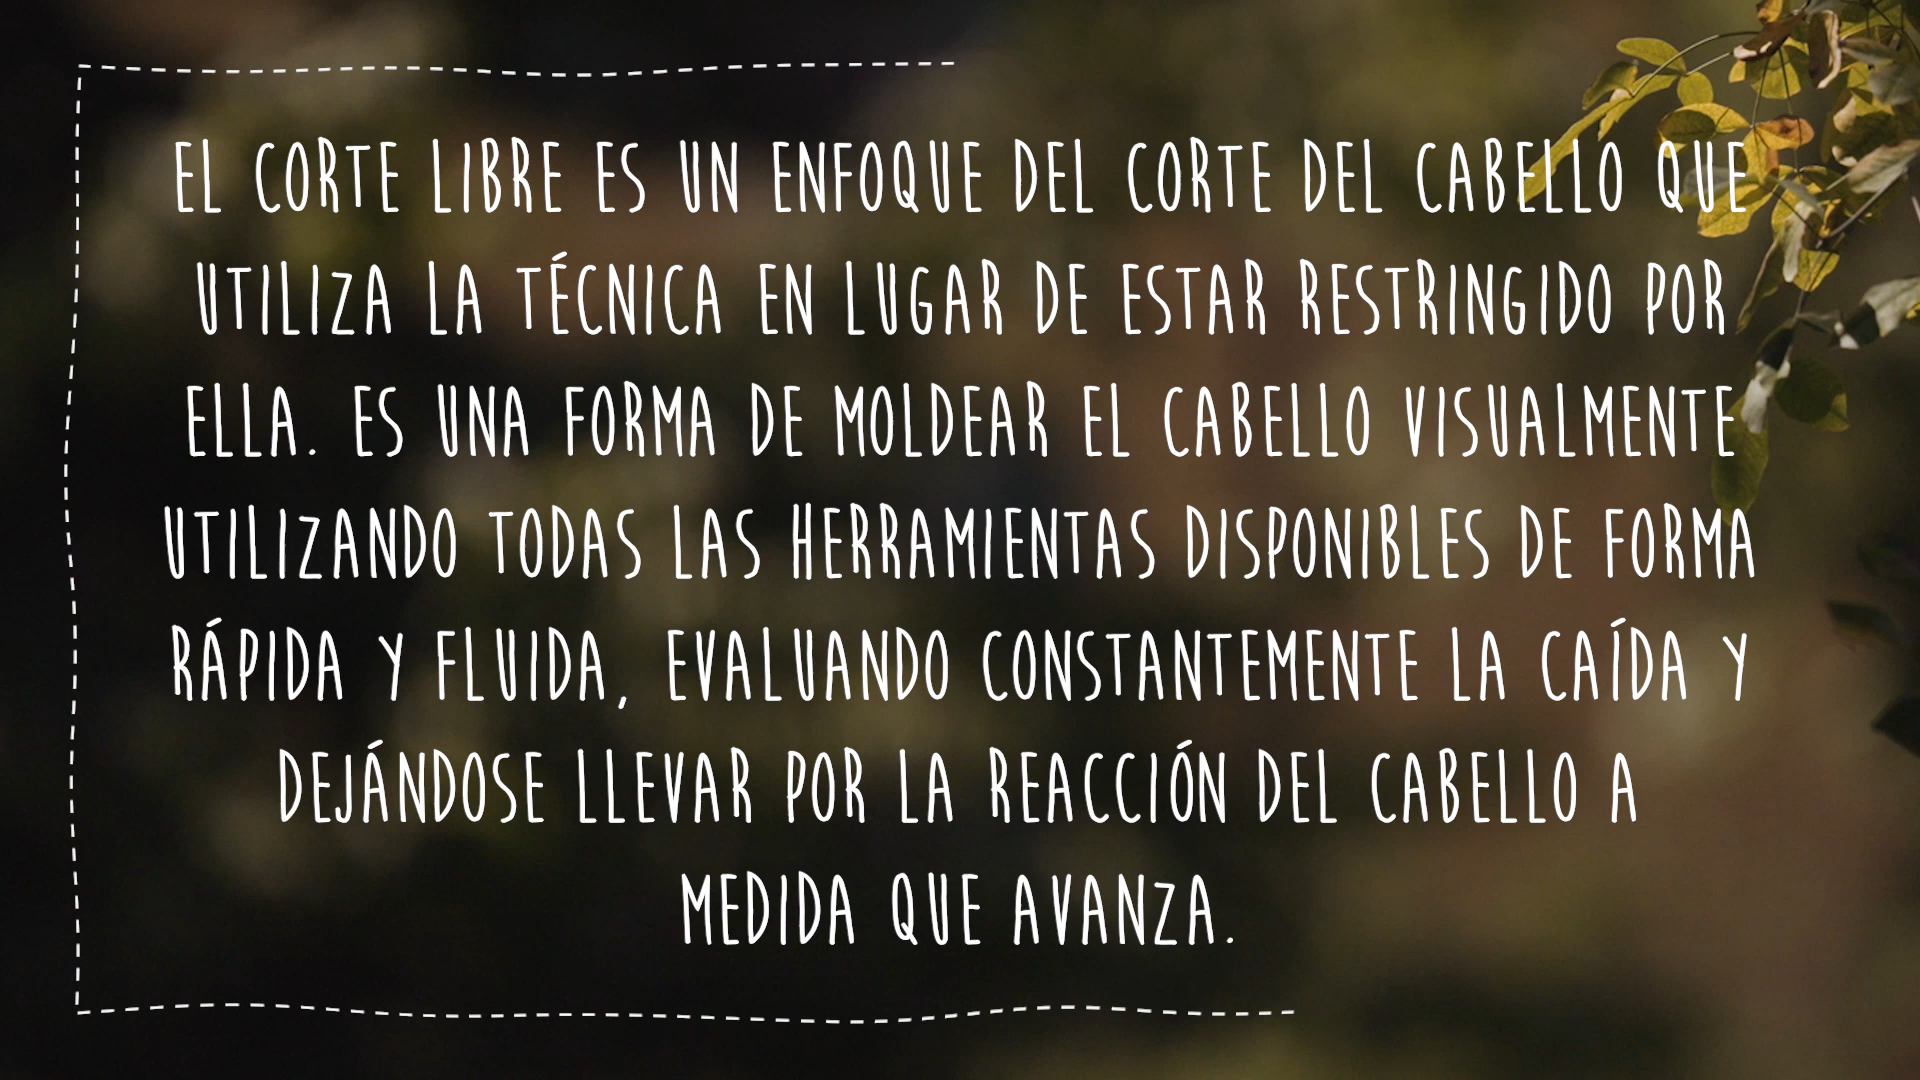 EL CORTE LIBRE ES UN ENFOQUE DEL CORTE DEL CABELLO QUE
UTILIZA LA TÉCNICA EN LUGAR DE ESTAR RESTRINGIDO POR
ELLA. ES UNA FORMA DE MOLDEAR EL CABELLO VISUALMENTE
UTILIZANDO TODAS LAS HERRAMIENTAS DISPONIBLES DE FORMA
RÁPIDA Y FLUIDA, EVALUANDO CONSTANTEMENTE LA CAÍDA Y
DEJÁNDOSE LLEVAR POR LA REACCIÓN DEL CABELLO A
MEDIDA QUE AVANZA.